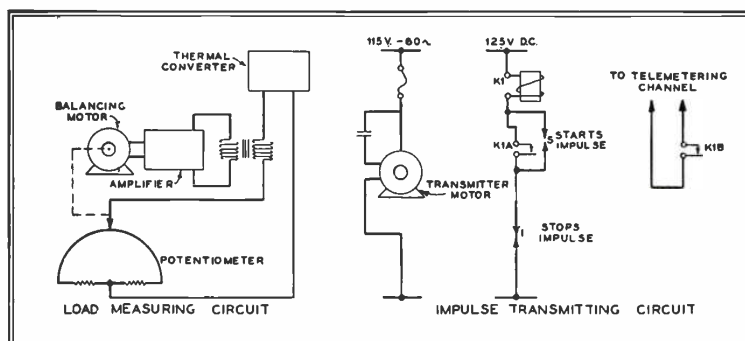 THERMAL
CONVERTER
BALANCING
MOTOR
AMPLIFIER
POTENTIOMETER
LOAD MEASURING CIRCUIT
115V.-60~
125V D.C.
K1
K1A
S
STARTS
IMPULSE
TRANSMITTER
MOTOR
1
STOPS
IMPULSE
TO TELEMETERING
CHANNEL
K1B
IMPULSE TRANSMITTING CIRCUIT